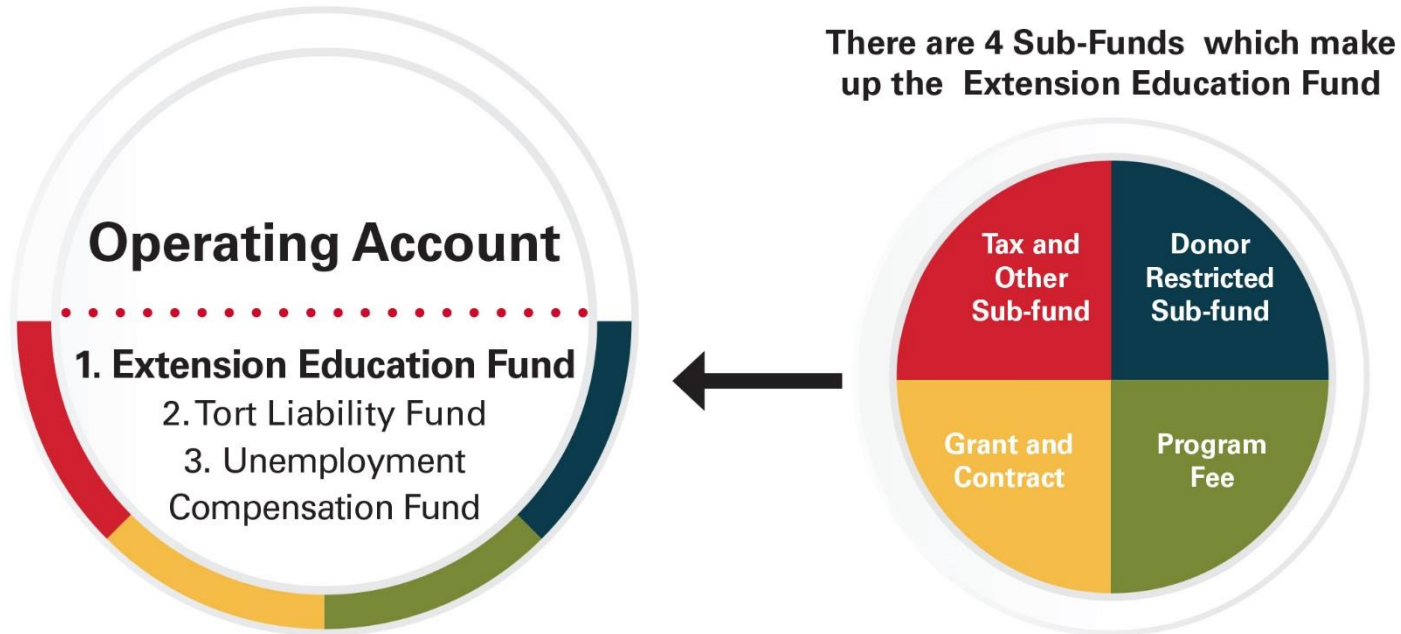 There are 4 Sub-Funds which make
up the Extension Education Fund
Operating Account
1. Extension Education Fund
2. Tort Liability Fund
3. Unemployment
Compensation Fund
Tax and
Other
Sub-fund
Donor
Restricted
Sub-fund
Grant and
Contract
Program
Fee